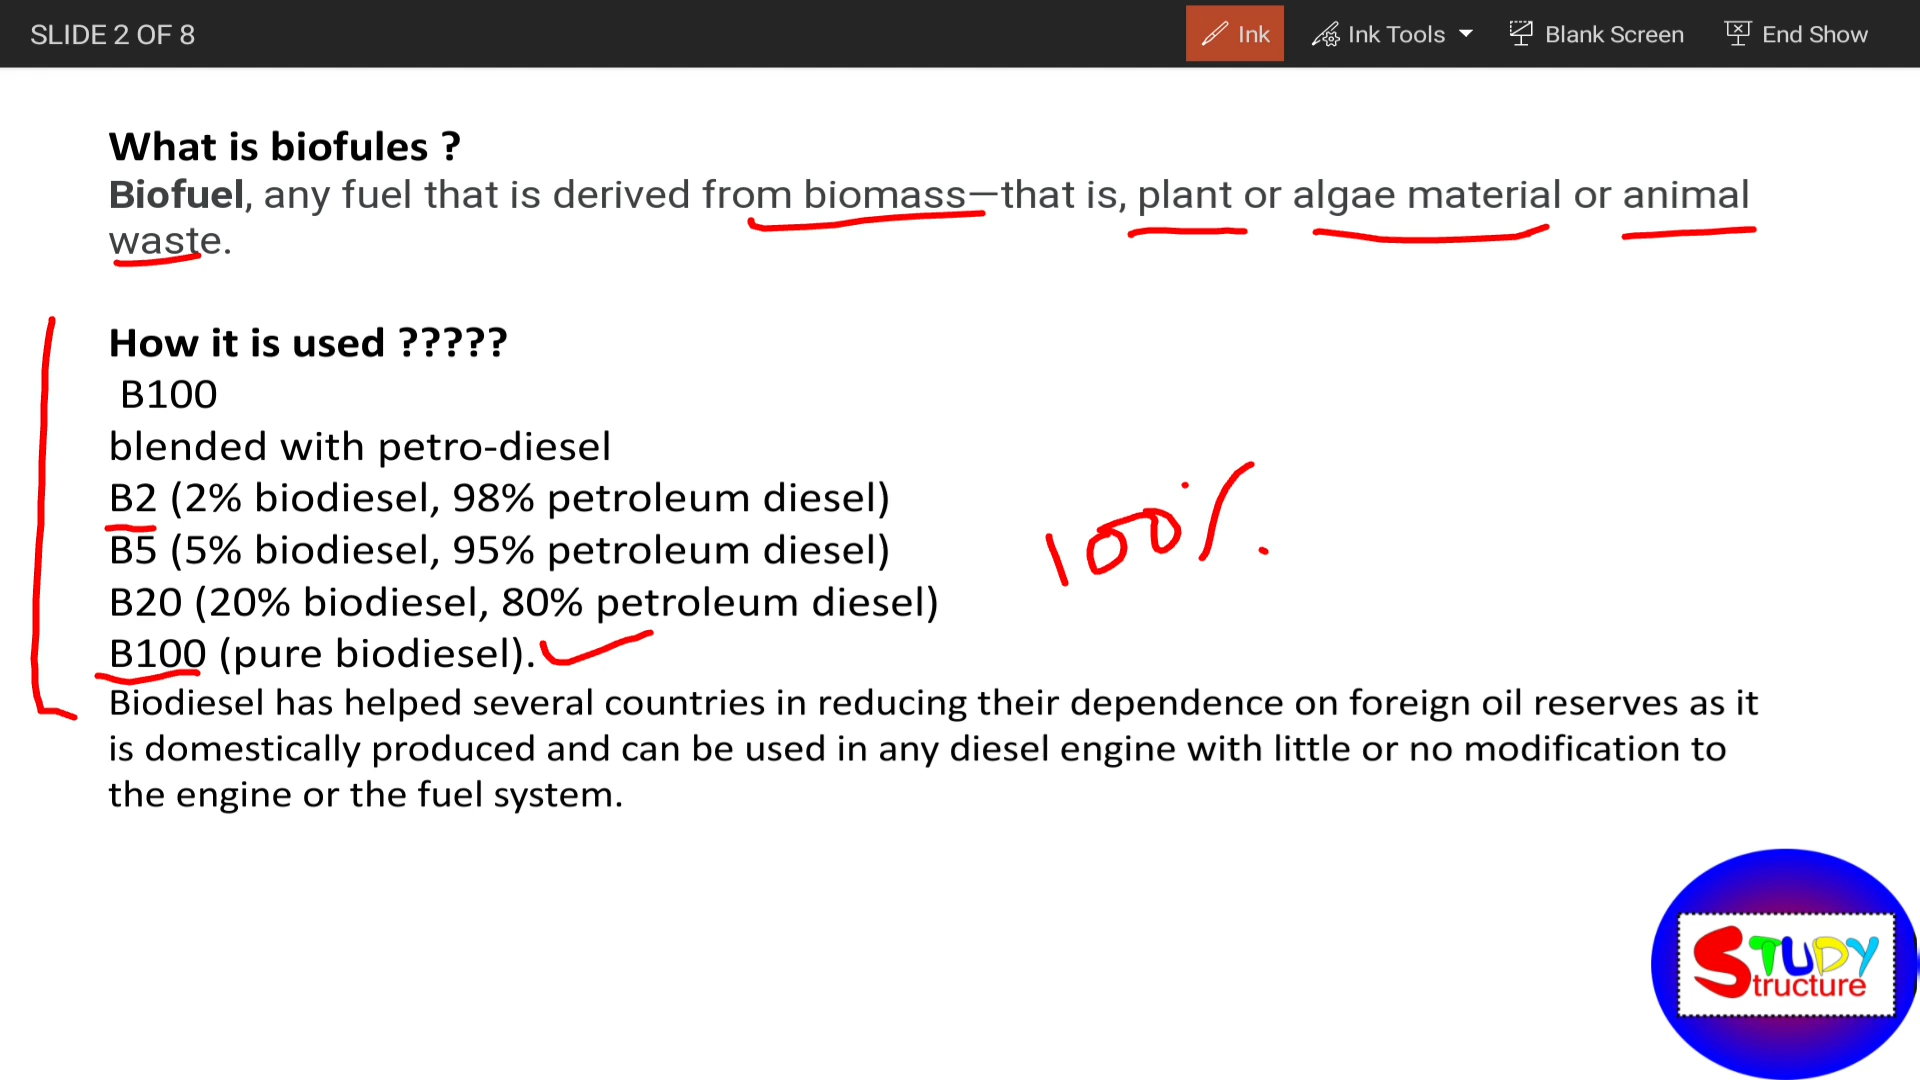 SLIDE 2 OF 8
Ink
Ink Tools
Blank Screen
End Show
What is biofules ?
Biofuel, any fuel that is derived from biomass—that is, plant or algae material or animal
waste.
How it is used ?????
B100
blended with petro-diesel
B2 (2% biodiesel, 98% petroleum diesel)
B5 (5% biodiesel, 95% petroleum diesel)
100%
B20 (20% biodiesel, 80% petroleum diesel)
B100 (pure biodiesel).
Biodiesel has helped several countries in reducing their dependence on foreign oil reserves as it
is domestically produced and can be used in any diesel engine with little or no modification to
the engine or the fuel system.
STUDY
Structure